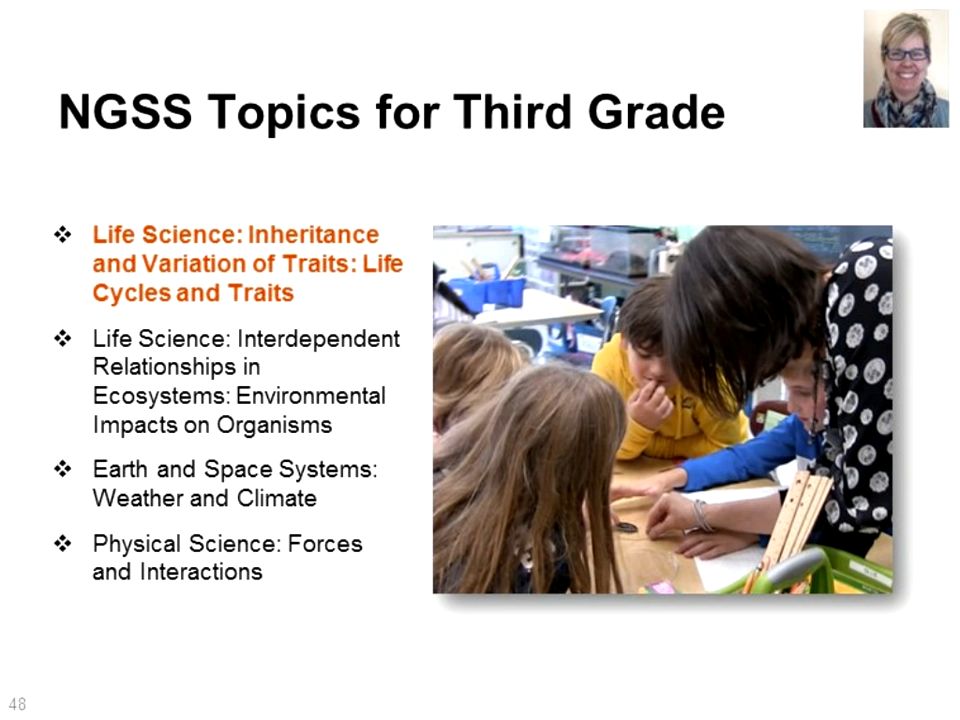 NGSS Topics for Third Grade
❖ Life Science: Inheritance
and Variation of Traits: Life
Cycles and Traits
❖ Life Science: Interdependent
Relationships in
Ecosystems: Environmental
Impacts on Organisms
❖ Earth and Space Systems:
Weather and Climate
❖ Physical Science: Forces
and Interactions
48